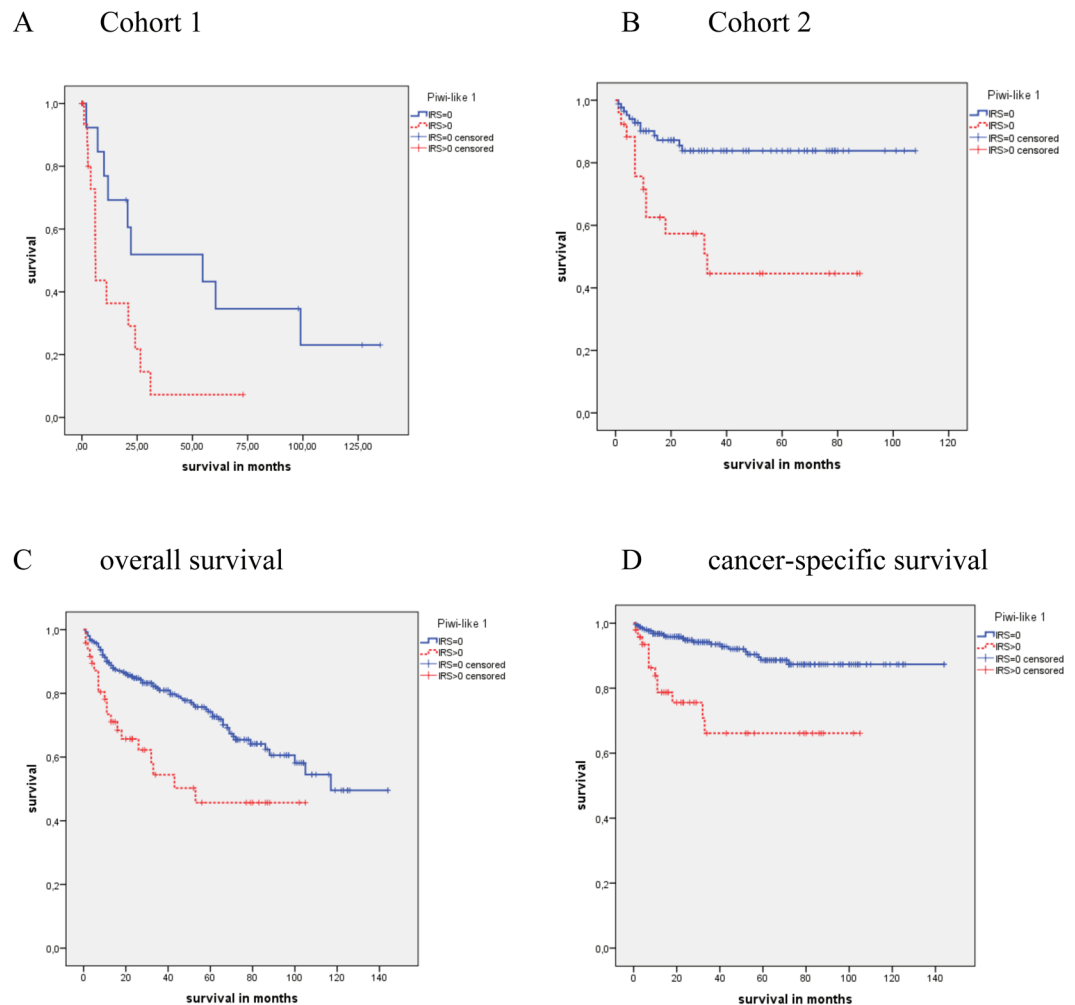 A Cohort 1
Piwi-like 1
IRS=0
IRS>0
IRS=0 censored
IRS>0 censored
survival
1,0
0,8
0,6
0,4
0,2
0,0
,00 25,00 50,00 75,00 100,00 125,00
survival in months
B Cohort 2
Piwi-like 1
IRS=0
IRS>0
IRS=0 censored
IRS>0 censored
survival
1,0
0,8
0,6
0,4
0,2
0,0
0 20 40 60 80 100 120
survival in months
C overall survival
Piwi-like 1
IRS=0
IRS>0
IRS=0 censored
IRS>0 censored
survival
1,0
0,8
0,6
0,4
0,2
0,0
0 20 40 60 80 100 120 140
survival in months
D cancer-specific survival
Piwi-like 1
IRS=0
IRS>0
IRS=0 censored
IRS>0 censored
survival
1,0
0,8
0,6
0,4
0,2
0,0
0 20 40 60 80 100 120 140
survival in months